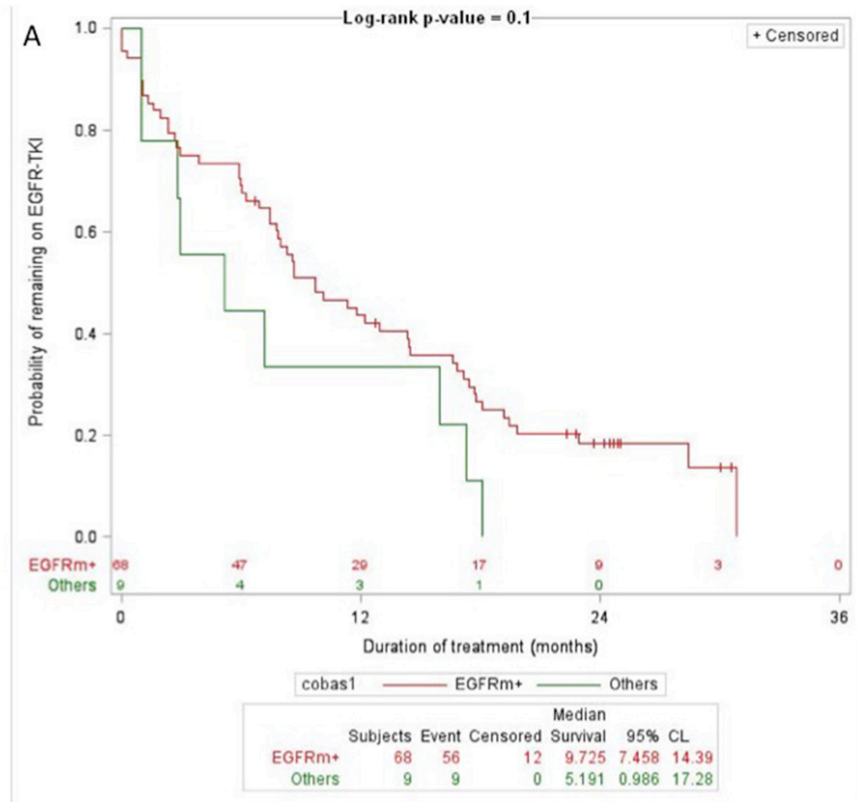 A
Log-rank p-value = 0.1
+ Censored
Probability of remaining on EGFR-TKI
1.0
0.8
0.6
0.4
0.2
0.0
EGFRm+ 68 47 29 17 9 3 0
Others 9 4 3 1 0
0 12 24 36
Duration of treatment (months)
cobas1 EGFRm+ Others
Median
Subjects Event Censored Survival 95% CL
EGFRm+ 68 56 12 9.725 7.458 14.39
Others 9 9 0 5.191 0.986 17.28